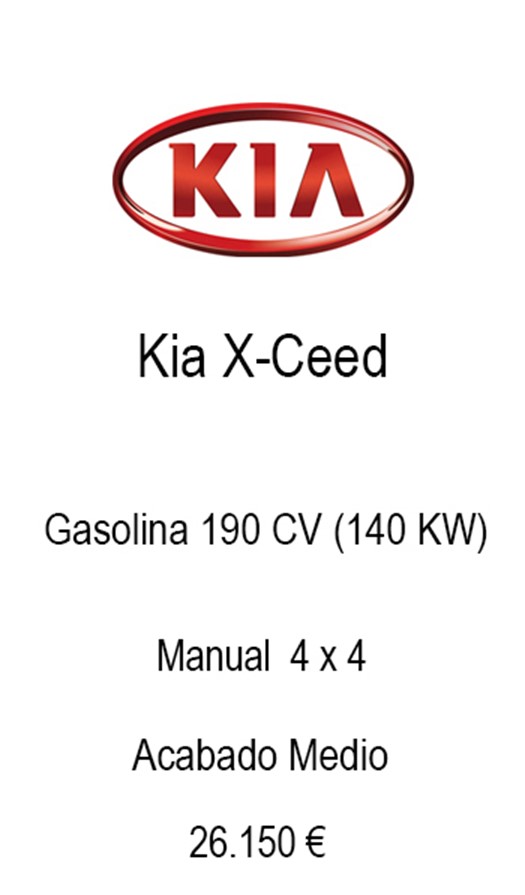 KIA
Kia X-Ceed
Gasolina 190 CV (140 KW)
Manual 4 x 4
Acabado Medio
26.150 €